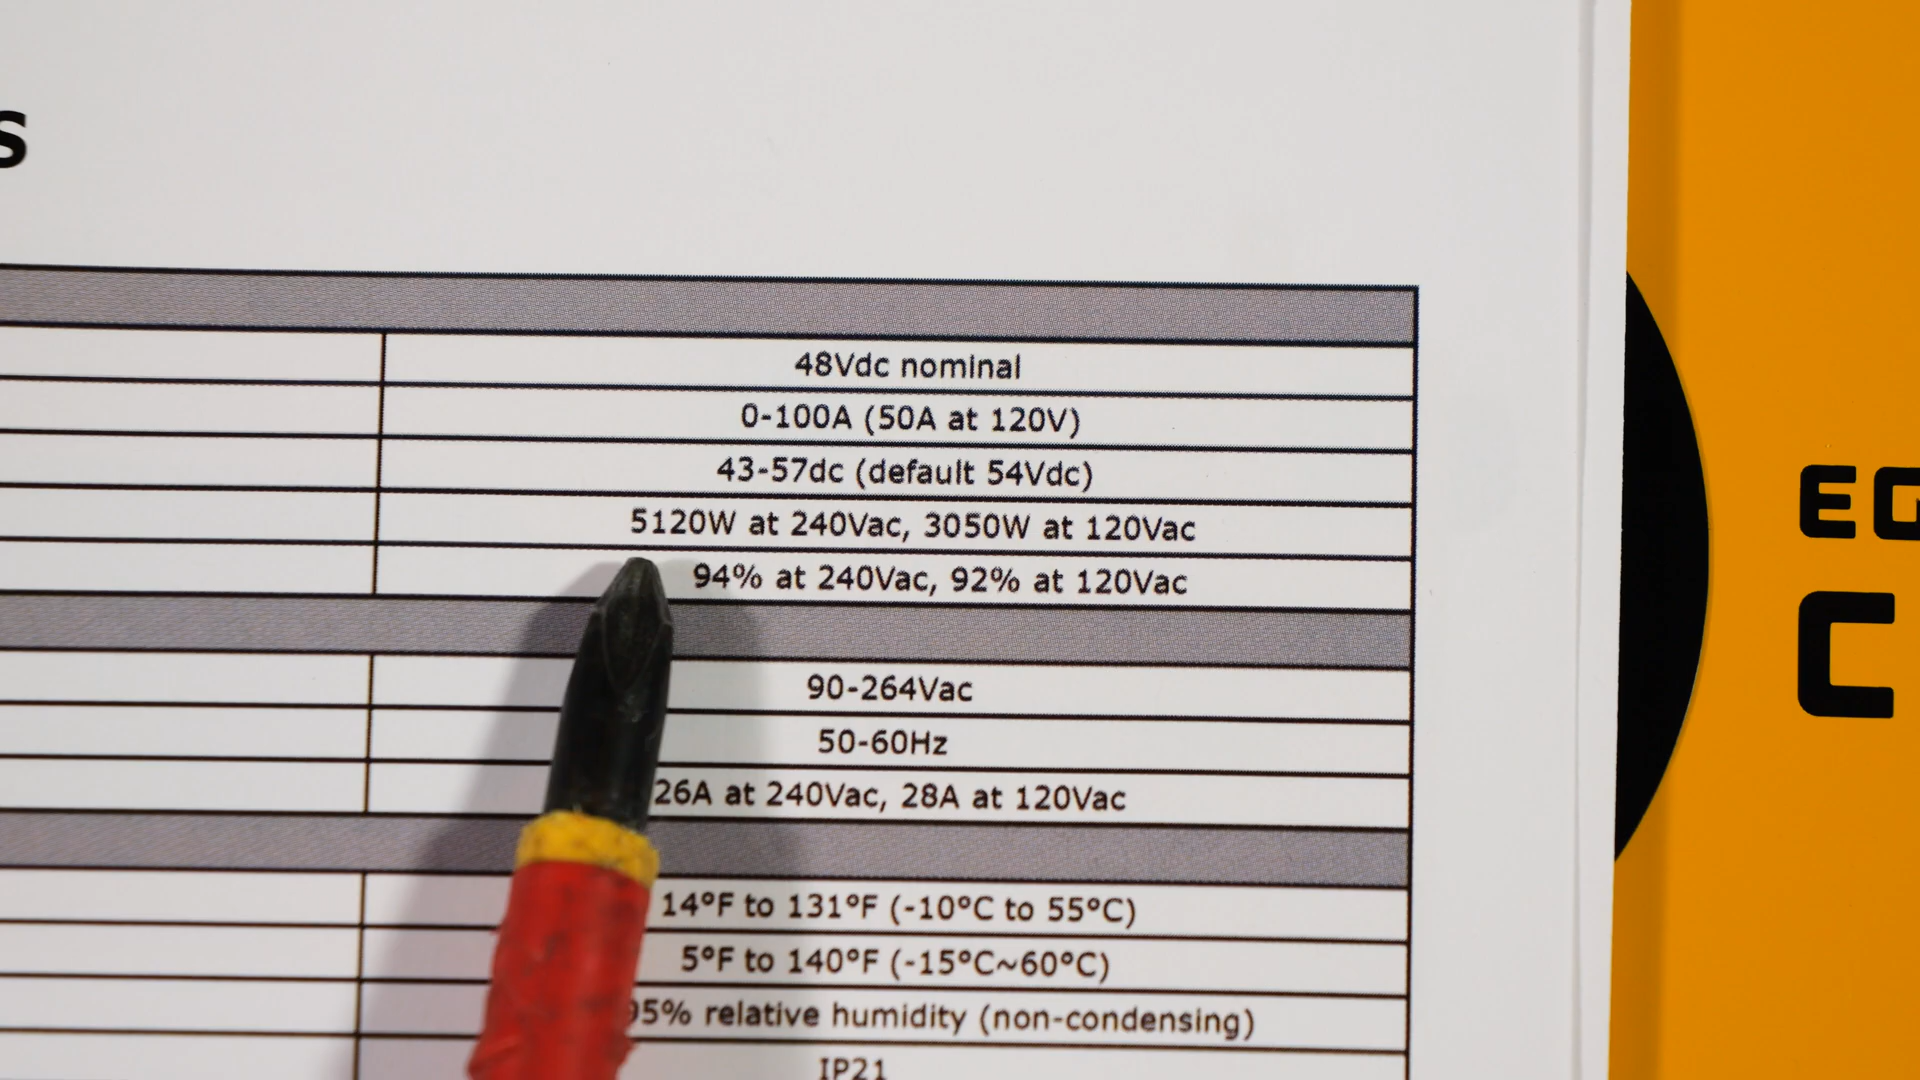 s
48Vdc nominal
0-100A (50A at 120V)
43-57dc (default 54Vdc)
5120W at 240Vac, 3050W at 120Vac
94% at 240Vac, 92% at 120Vac
90-264Vac
50-60Hz
26A at 240Vac, 28A at 120Vac
14°F to 131°F (-10°C to 55°C)
5°F to 140°F (-15°C~60°C)
95% relative humidity (non-condensing)
IP21
EG
C